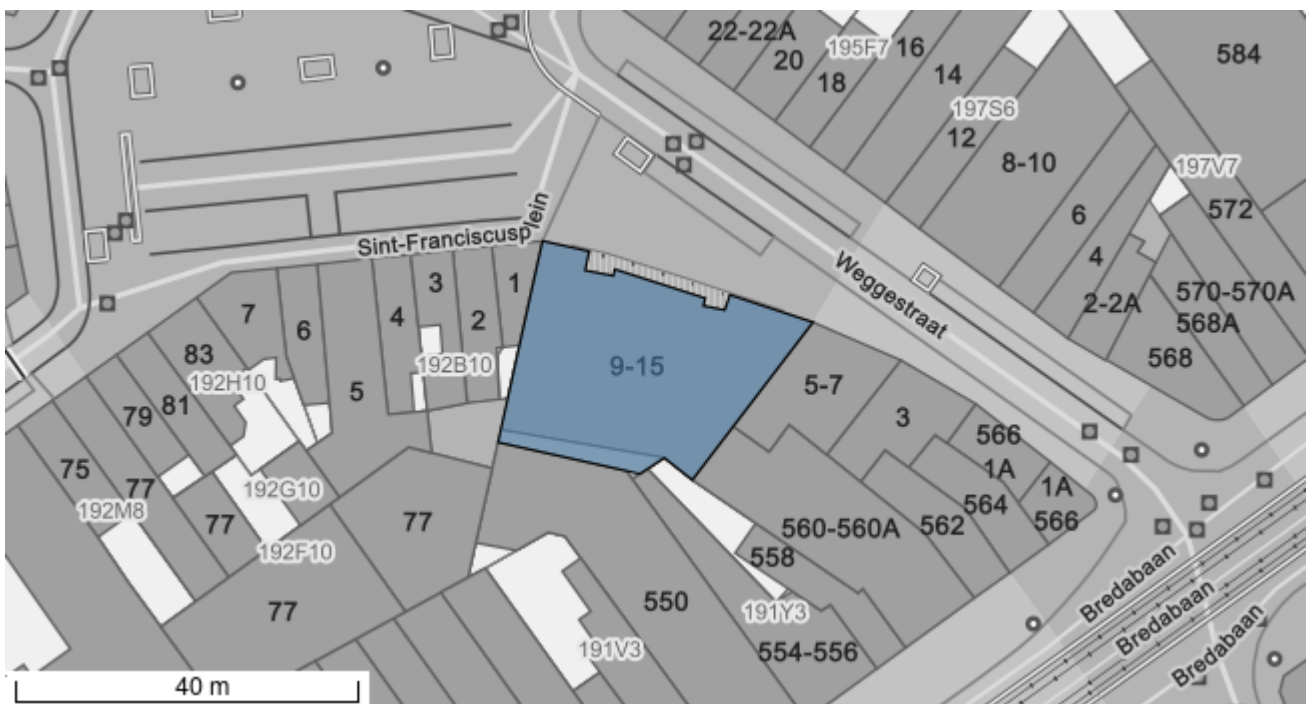 22-22A
20
195F7
18
16
14
584
197S6
12
8-10
197V7
572
6
4
2-2A
570-570A
568A
568
Sint-Franciscusplein
Weggestraat
7
6
4
3
2
1
83
192H10
192B10
9-15
5-7
3
79
81
5
566
1A
75
77
192G10
1A
566
564
562
560-560A
192M8
77
77
192F10
558
550
191Y3
77
191V3
554-556
Bredabaan
Bredabaan
Bredabaan
40 m